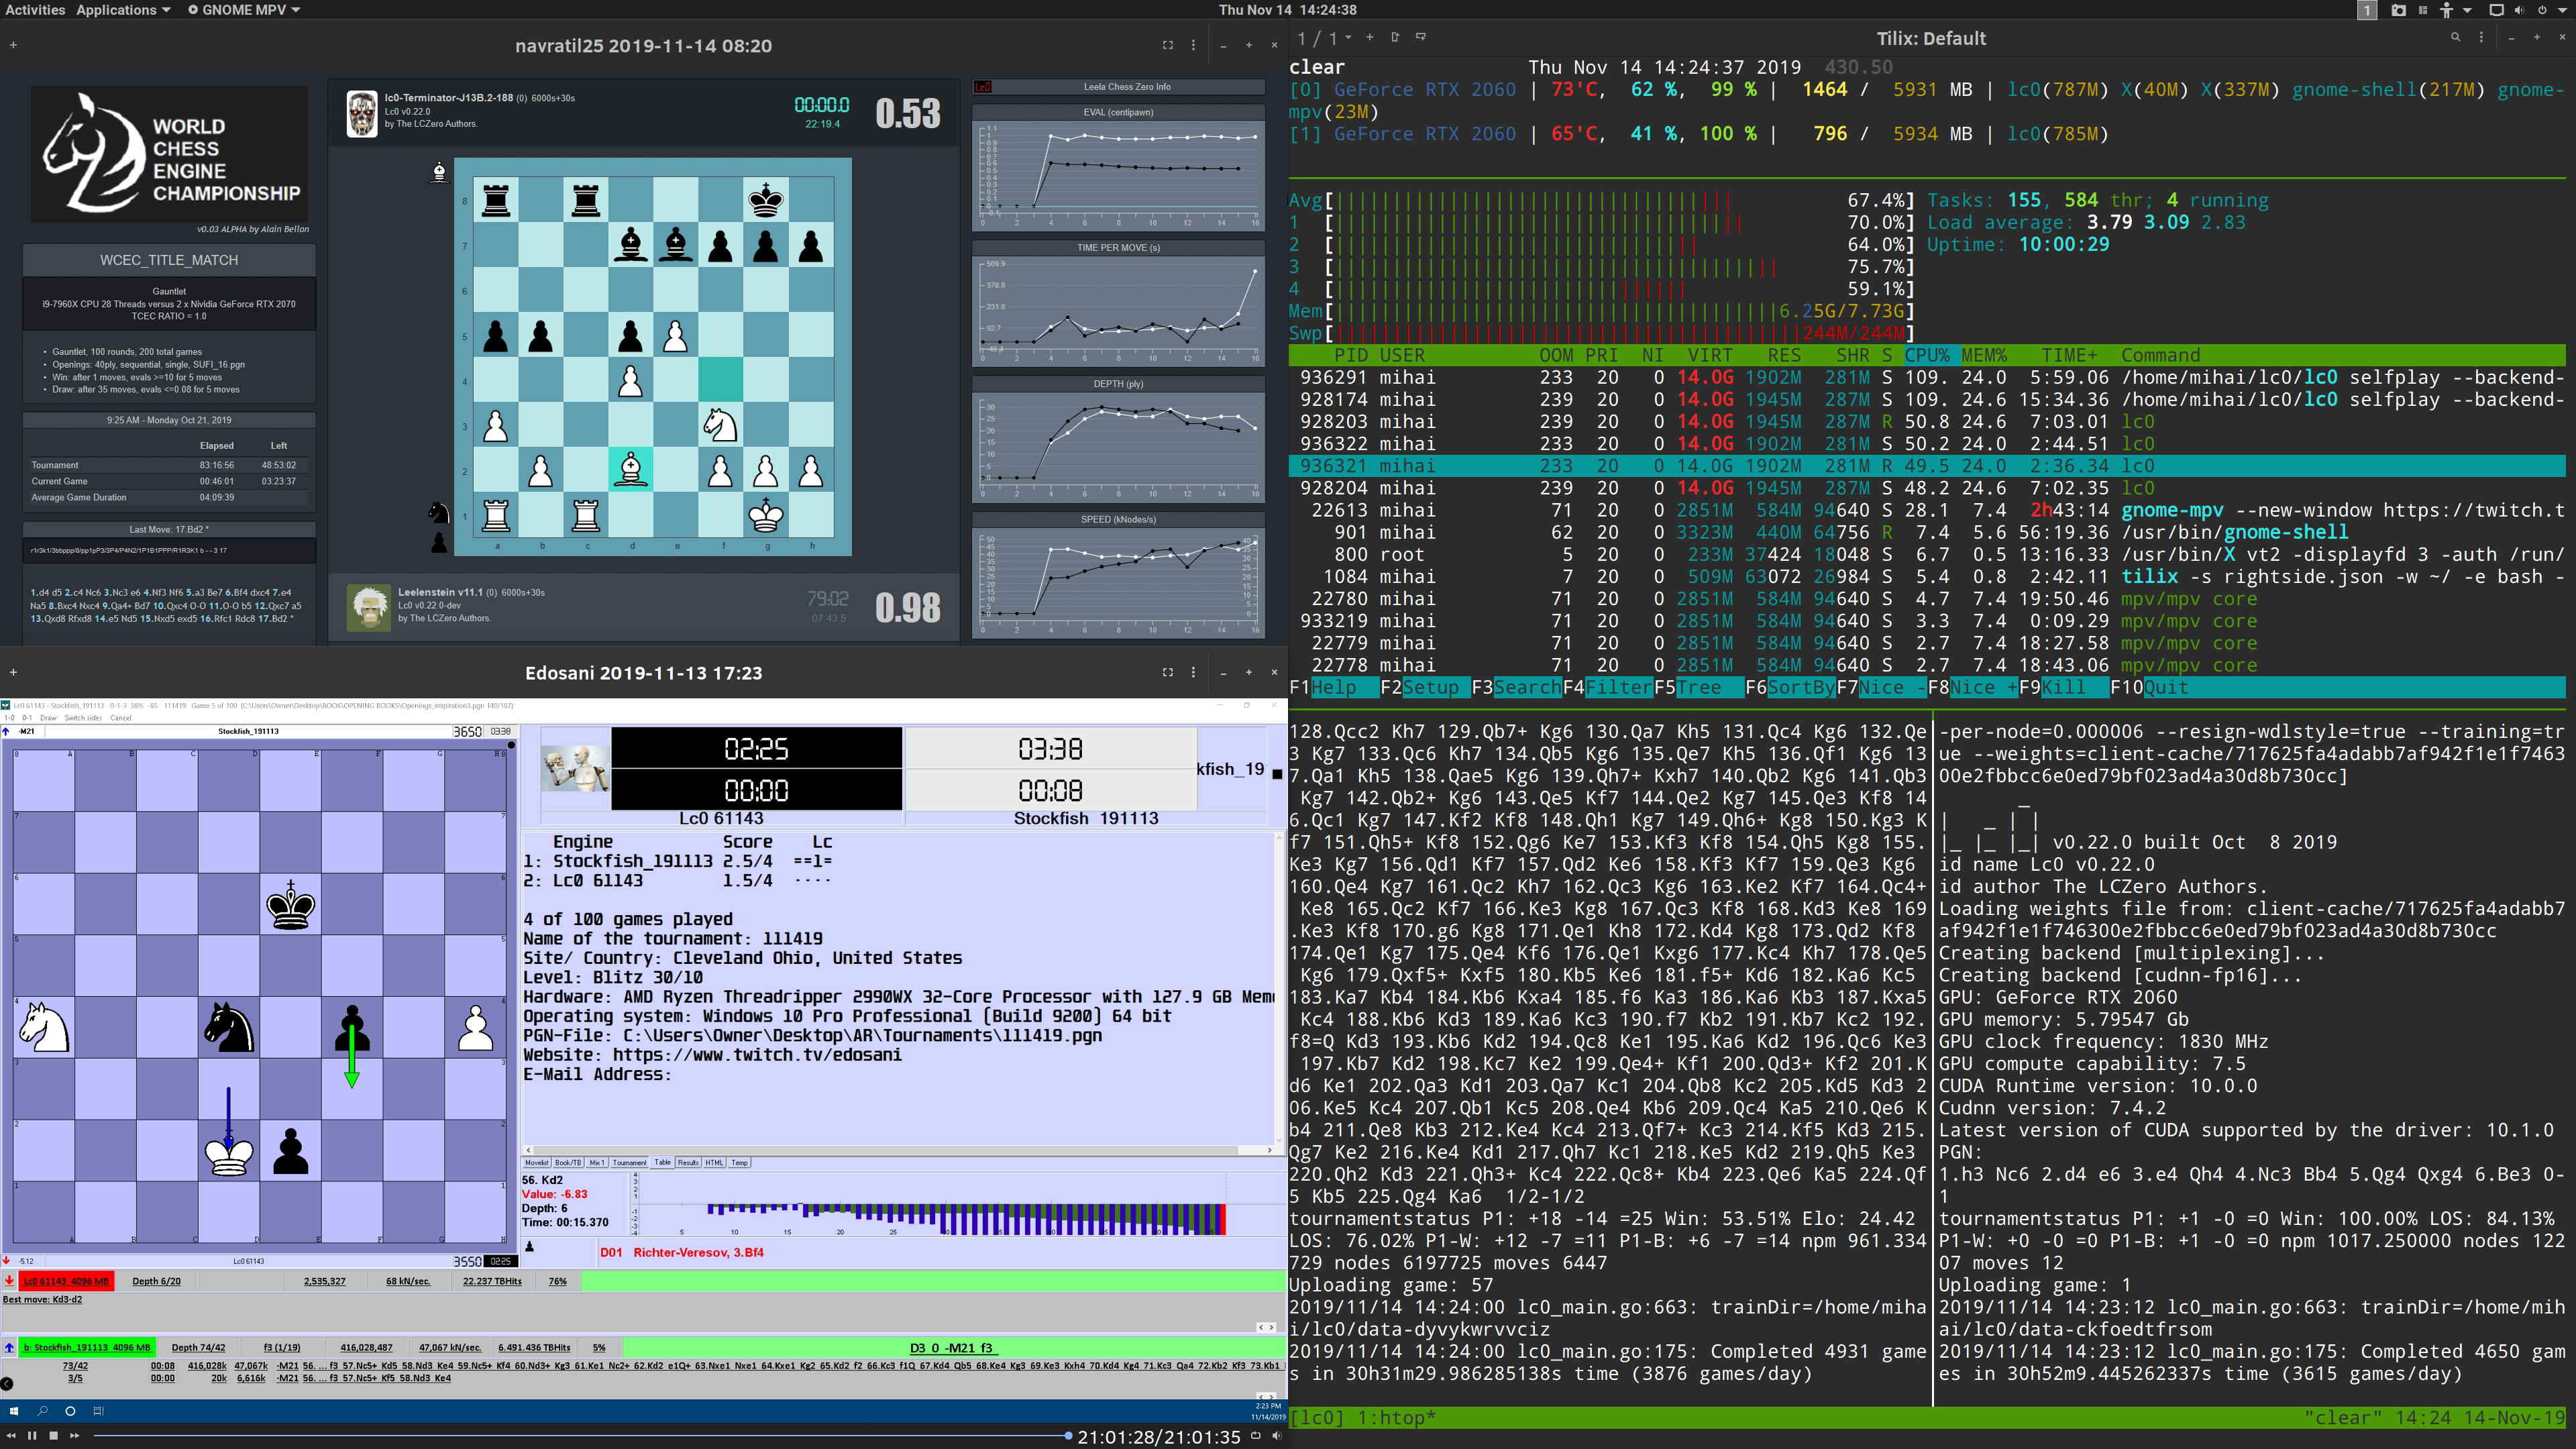 Activities Applications GNOME MPV
Thu Nov 14 14:24:38
1
navratil25 2019-11-14 08:20
WORLD
CHESS
ENGINE
CHAMPIONSHIP
v0.03 ALPHA by Alain Bellon
WCEC_TITLE_MATCH
Gauntlet
i9-7960X CPU 28 Threads versus 2 x Nividia GeForce RTX 2070
TCEC RATIO = 1.0
• Gauntlet, 100 rounds, 200 total games
• Openings: 40ply, sequential, single, SUFI_16.pgn
• Win: after 1 moves, evals >=10 for 5 moves
• Draw: after 35 moves, evals <=0.08 for 5 moves
9:25 AM - Monday Oct 21, 2019
Elapsed Left
Tournament 83:16:56 48:53:02
Current Game 00:46:01 03:23:37
Average Game Duration 04:09:39
Last Move: 17.Bd2 *
r1r3k1/3bbppp/8/pp1pP3/3P4/P4N2/1P1B1PPP/R1R3K1 b - - 3 17
1.d4 d5 2.c4 Nc6 3.Nc3 e6 4.Nf3 Nf6 5.a3 Be7 6.Bf4 dxc4 7.e4
Na5 8.Bxc4 Nxc4 9.Qa4+ Bd7 10.Qxc4 O-O 11.O-O b5 12.Qxc7 a5
13.Qxd8 Rfxd8 14.e5 Nd5 15.Nxd5 exd5 16.Rfc1 Rdc8 17.Bd2 *
lc0-Terminator-J13B.2-188 (0) 6000s+30s
Lc0 v0.22.0
by The LCZero Authors.
00:00.0
22:19.4
0.53
8
7
6
5
4
3
2
1
a b c d e f g h
Leelenstein v11.1 (0) 6000s+30s
Lc0 v0.22.0-dev
by The LCZero Authors.
79:02
07:43.5
0.98
Lc0
Leela Chess Zero Info
EVAL (centipawn)
TIME PER MOVE (s)
509.9
370.8
231.8
92.7
DEPTH (ply)
SPEED (kNodes/s)
0 2 4 6 8 10 12 14 16
Edosani 2019-11-13 17:23
Lc0 61143 - Stockfish_191113 0-1-3 38% -85 111419: Game 5 of 100 (C:\Users\Owner\Desktop\BOOK\OPENING BOOKS\Openings_inspiration3.pgn 140/187)
1-0 0-1 Draw Switch sides Cancel
-M21 Stockfish_191113 3650 03:38
-5.12 Lc0 61143 3550 02:25
02:25 03:38
00:00 00:08
kfish_19
Lc0 61143 Stockfish 191113
Engine Score Lc
1: Stockfish_191113 2.5/4 ==1=
2: Lc0 61143 1.5/4 ····
4 of 100 games played
Name of the tournament: 111419
Site/ Country: Cleveland Ohio, United States
Level: Blitz 30/10
Hardware: AMD Ryzen Threadripper 2990WX 32-Core Processor with 127.9 GB Mem
Operating system: Windows 10 Pro Professional (Build 9200) 64 bit
PGN-File: C:\Users\Owner\Desktop\AR\Tournaments\111419.pgn
Website: https://www.twitch.tv/edosani
E-Mail Address:
Movelist Book/TB Mix 1 Tournament Table Results HTML Temp
56. Kd2
Value: -6.83
Depth: 6
Time: 00:15.370
D01 Richter-Veresov, 3.Bf4
Lc0 61143 4096 MB Depth 6/20 2,535,327 68 kN/sec. 22.237 TBHits 76%
Best move: Kd3-d2
b: Stockfish_191113 4096 MB Depth 74/42 f3 (1/19) 416,028,487 47,067 kN/sec. 6.491.436 TBHits 5% D3 0 -M21 f3
73/42 00:08 416,028k 47,067k -M21 56. ... f3 57.Nc5+ Kd5 58.Nd3 Ke4 59.Nc5+ Kf4 60.Nd3+ Kg3 61.Ke1 Nc2+ 62.Kd2 e1Q+ 63.Nxe1 Nxe1 64.Kxe1 Kg2 65.Kd2 f2 66.Kc3 f1Q 67.Kd4 Qb5 68.Ke4 Kg3 69.Ke3 Kxh4 70.Kd4 Kg4 71.Kc3 Qa4 72.Kb2 Kf3 73.Kb1
3/5 00:00 20k 6,616k -M21 56. ... f3 57.Nc5+ Kf5 58.Nd3 Ke4
2:23 PM
11/14/2019
21:01:28/21:01:35
1 / 1
Tilix: Default
clear Thu Nov 14 14:24:37 2019 430.50
[0] GeForce RTX 2060 | 73'C, 62 %, 99 % | 1464 / 5931 MB | lc0(787M) X(40M) X(337M) gnome-shell(217M) gnome-
mpv(23M)
[1] GeForce RTX 2060 | 65'C, 41 %, 100 % | 796 / 5934 MB | lc0(785M)
Avg[ 67.4%] Tasks: 155, 584 thr; 4 running
1 [ 70.0%] Load average: 3.79 3.09 2.83
2 [ 64.0%] Uptime: 10:00:29
3 [ 75.7%]
4 [ 59.1%]
Mem[ 6.25G/7.73G]
Swp[ 244M/244M]
PID USER OOM PRI NI VIRT RES SHR S CPU% MEM% TIME+ Command
936291 mihai 233 20 0 14.0G 1902M 281M S 109. 24.0 5:59.06 /home/mihai/lc0/lc0 selfplay --backend-
928174 mihai 239 20 0 14.0G 1945M 287M S 109. 24.6 15:34.36 /home/mihai/lc0/lc0 selfplay --backend-
928203 mihai 239 20 0 14.0G 1945M 287M R 50.8 24.6 7:03.01 lc0
936322 mihai 233 20 0 14.0G 1902M 281M S 50.2 24.0 2:44.51 lc0
936321 mihai 233 20 0 14.0G 1902M 281M R 49.5 24.0 2:36.34 lc0
928204 mihai 239 20 0 14.0G 1945M 287M S 48.2 24.6 7:02.35 lc0
22613 mihai 71 20 0 2851M 584M 94640 S 28.1 7.4 2h43:14 gnome-mpv --new-window https://twitch.t
901 mihai 62 20 0 3323M 440M 64756 R 7.4 5.6 56:19.36 /usr/bin/gnome-shell
800 root 5 20 0 233M 37424 18048 S 6.7 0.5 13:16.33 /usr/bin/X vt2 -displayfd 3 -auth /run/
1084 mihai 7 20 0 509M 63072 26984 S 5.4 0.8 2:42.11 tilix -s rightside.json -w ~/ -e bash -
22780 mihai 71 20 0 2851M 584M 94640 S 4.7 7.4 19:50.46 mpv/mpv core
933219 mihai 71 20 0 2851M 584M 94640 S 3.3 7.4 0:09.29 mpv/mpv core
22779 mihai 71 20 0 2851M 584M 94640 S 2.7 7.4 18:27.58 mpv/mpv core
22778 mihai 71 20 0 2851M 584M 94640 S 2.7 7.4 18:43.06 mpv/mpv core
F1Help F2Setup F3SearchF4FilterF5Tree F6SortByF7Nice -F8Nice +F9Kill F10Quit
128.Qcc2 Kh7 129.Qb7+ Kg6 130.Qa7 Kh5 131.Qc4 Kg6 132.Qe
3 Kg7 133.Qc6 Kh7 134.Qb5 Kg6 135.Qe7 Kh5 136.Qf1 Kg6 13
7.Qa1 Kh5 138.Qae5 Kg6 139.Qh7+ Kxh7 140.Qb2 Kg6 141.Qb3
Kg7 142.Qb2+ Kg6 143.Qe5 Kf7 144.Qe2 Kg7 145.Qe3 Kf8 14
6.Qc1 Kg7 147.Kf2 Kf8 148.Qh1 Kg7 149.Qh6+ Kg8 150.Kg3 K
f7 151.Qh5+ Kf8 152.Qg6 Ke7 153.Kf3 Kf8 154.Qh5 Kg8 155.
Ke3 Kg7 156.Qd1 Kf7 157.Qd2 Ke6 158.Kf3 Kf7 159.Qe3 Kg6
160.Qe4 Kg7 161.Qc2 Kh7 162.Qc3 Kg6 163.Ke2 Kf7 164.Qc4+
Ke8 165.Qc2 Kf7 166.Ke3 Kg8 167.Qc3 Kf8 168.Kd3 Ke8 169
.Ke3 Kf8 170.g6 Kg8 171.Qe1 Kh8 172.Kd4 Kg8 173.Qd2 Kf8
174.Qe1 Kg7 175.Qe4 Kf6 176.Qe1 Kxg6 177.Kc4 Kh7 178.Qe5
Kg6 179.Qxf5+ Kxf5 180.Kb5 Ke6 181.f5+ Kd6 182.Ka6 Kc5
183.Ka7 Kb4 184.Kb6 Kxa4 185.f6 Ka3 186.Ka6 Kb3 187.Kxa5
Kc4 188.Kb6 Kd3 189.Ka6 Kc3 190.f7 Kb2 191.Kb7 Kc2 192.
f8=Q Kd3 193.Kb6 Kd2 194.Qc8 Ke1 195.Ka6 Kd2 196.Qc6 Ke3
197.Kb7 Kd2 198.Kc7 Ke2 199.Qe4+ Kf1 200.Qd3+ Kf2 201.K
d6 Ke1 202.Qa3 Kd1 203.Qa7 Kc1 204.Qb8 Kc2 205.Kd5 Kd3 2
06.Ke5 Kc4 207.Qb1 Kc5 208.Qe4 Kb6 209.Qc4 Ka5 210.Qe6 K
b4 211.Qe8 Kb3 212.Ke4 Kc4 213.Qf7+ Kc3 214.Kf5 Kd3 215.
Qg7 Ke2 216.Ke4 Kd1 217.Qh7 Kc1 218.Ke5 Kd2 219.Qh5 Ke3
220.Qh2 Kd3 221.Qh3+ Kc4 222.Qc8+ Kb4 223.Qe6 Ka5 224.Qf
5 Kb5 225.Qg4 Ka6 1/2-1/2
tournamentstatus P1: +18 -14 =25 Win: 53.51% Elo: 24.42
LOS: 76.02% P1-W: +12 -7 =11 P1-B: +6 -7 =14 npm 961.334
729 nodes 6197725 moves 6447
Uploading game: 57
2019/11/14 14:24:00 lc0_main.go:663: trainDir=/home/miha
i/lc0/data-dyvykwrvvciz
2019/11/14 14:24:00 lc0_main.go:175: Completed 4931 game
s in 30h31m29.986285138s time (3876 games/day)
-per-node=0.000006 --resign-wdlstyle=true --training=tr
ue --weights=client-cache/717625fa4adabb7af942f1e1f7463
00e2fbbcc6e0ed79bf023ad4a30d8b730cc]
_
| _ | |
|_ |_ |_| v0.22.0 built Oct 8 2019
id name Lc0 v0.22.0
id author The LCZero Authors.
Loading weights file from: client-cache/717625fa4adabb7
af942f1e1f746300e2fbbcc6e0ed79bf023ad4a30d8b730cc
Creating backend [multiplexing]...
Creating backend [cudnn-fp16]...
GPU: GeForce RTX 2060
GPU memory: 5.79547 Gb
GPU clock frequency: 1830 MHz
GPU compute capability: 7.5
CUDA Runtime version: 10.0.0
Cudnn version: 7.4.2
Latest version of CUDA supported by the driver: 10.1.0
PGN:
1.h3 Nc6 2.d4 e6 3.e4 Qh4 4.Nc3 Bb4 5.Qg4 Qxg4 6.Be3 0-
1
tournamentstatus P1: +1 -0 =0 Win: 100.00% LOS: 84.13%
P1-W: +0 -0 =0 P1-B: +1 -0 =0 npm 1017.250000 nodes 122
07 moves 12
Uploading game: 1
2019/11/14 14:23:12 lc0_main.go:663: trainDir=/home/mih
ai/lc0/data-ckfoedtfrsom
2019/11/14 14:23:12 lc0_main.go:175: Completed 4650 gam
es in 30h52m9.445262337s time (3615 games/day)
[lc0] 1:htop* "clear" 14:24 14-Nov-19